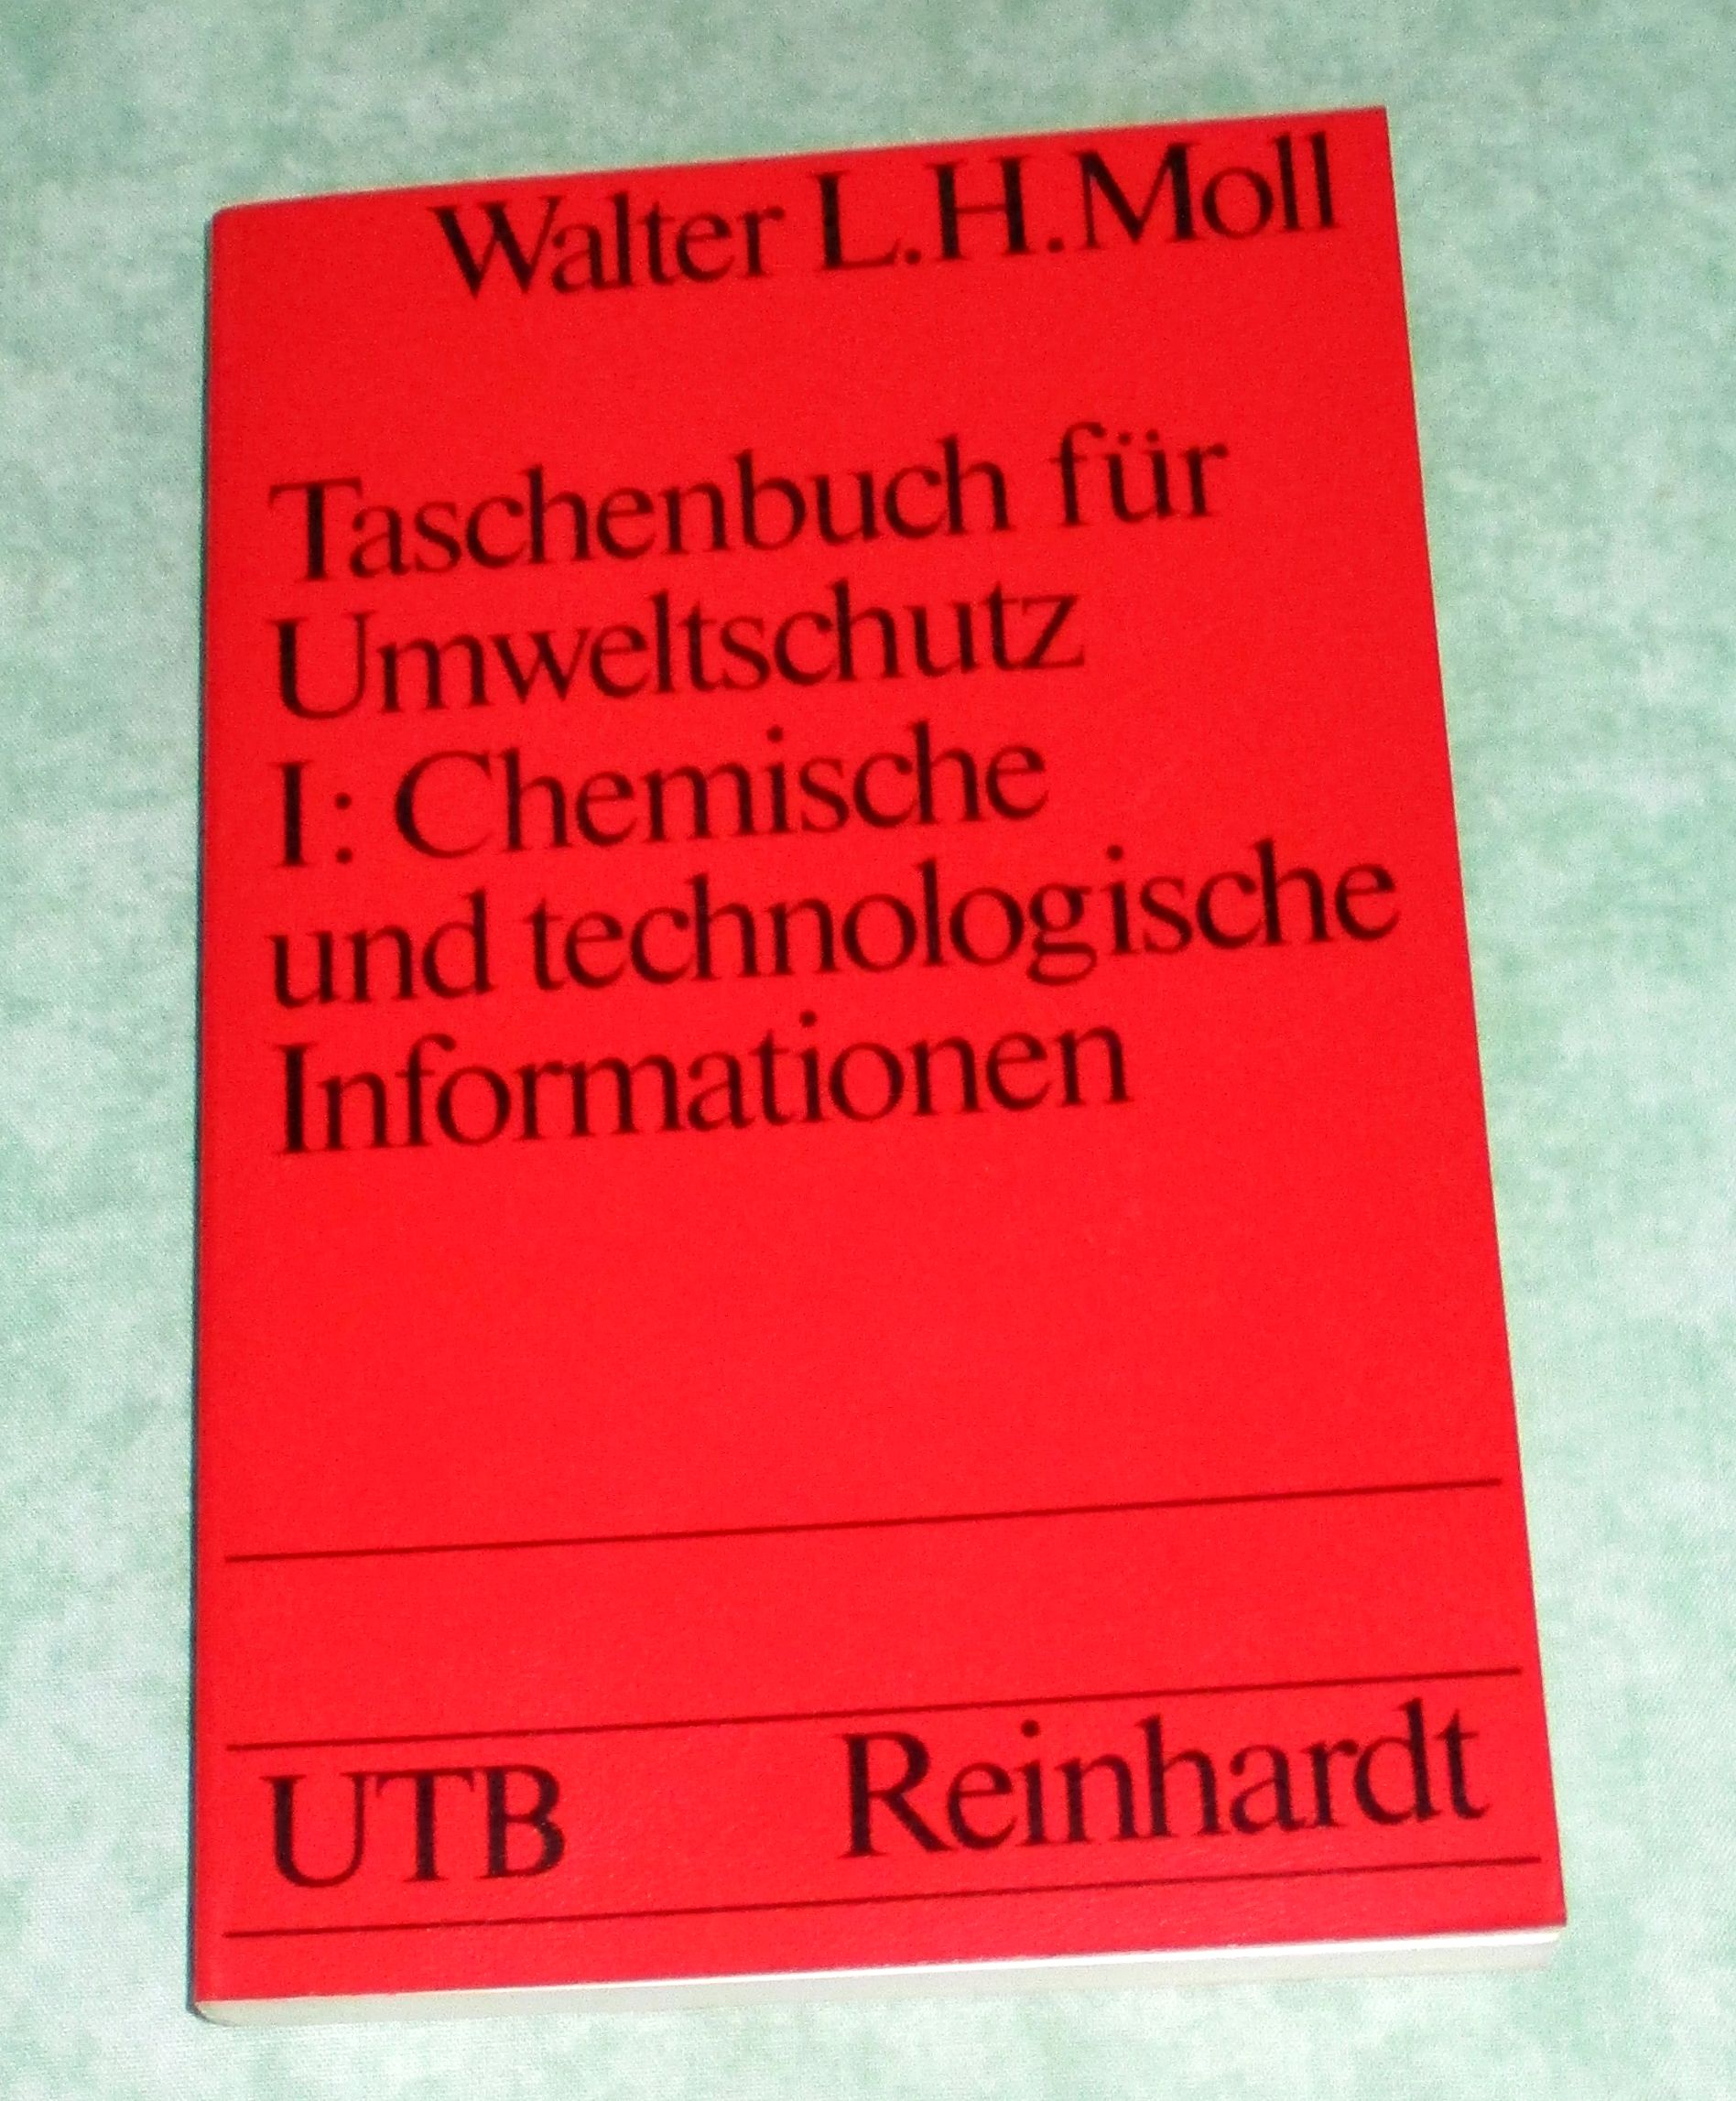 Walter L.H.Moll
Taschenbuch für
Umweltschutz
I: Chemische
und technologische
Informationen
UTB Reinhardt